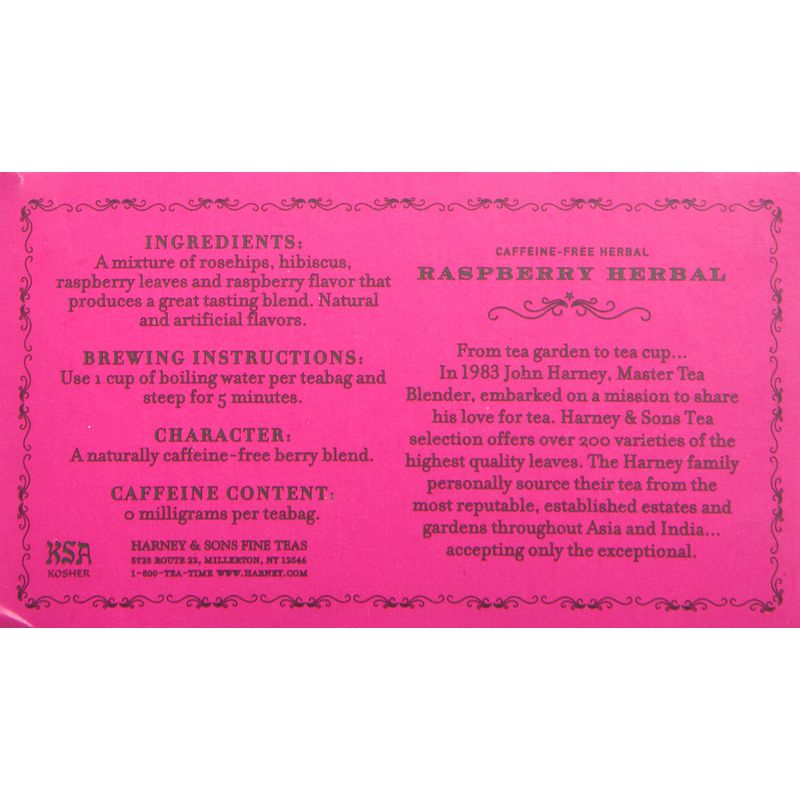 INGREDIENTS:
A mixture of rosehips, hibiscus,
raspberry leaves and raspberry flavor that
produces a great tasting blend. Natural
and artificial flavors.
BREWING INSTRUCTIONS:
Use 1 cup of boiling water per teabag and
steep for 5 minutes.
CHARACTER:
A naturally caffeine-free berry blend.
CAFFEINE CONTENT:
0 milligrams per teabag.
KSA
KOSHER
HARNEY & SONS FINE TEAS
5723 ROUTE 22, MILLERTON, NY 12546
1-800-TEA-TIME WWW.HARNEY.COM
CAFFEINE-FREE HERBAL
RASPBERRY HERBAL
From tea garden to tea cup...
In 1983 John Harney, Master Tea
Blender, embarked on a mission to share
his love for tea. Harney & Sons Tea
selection offers over 200 varieties of the
highest quality leaves. The Harney family
personally source their tea from the
most reputable, established estates and
gardens throughout Asia and India...
accepting only the exceptional.